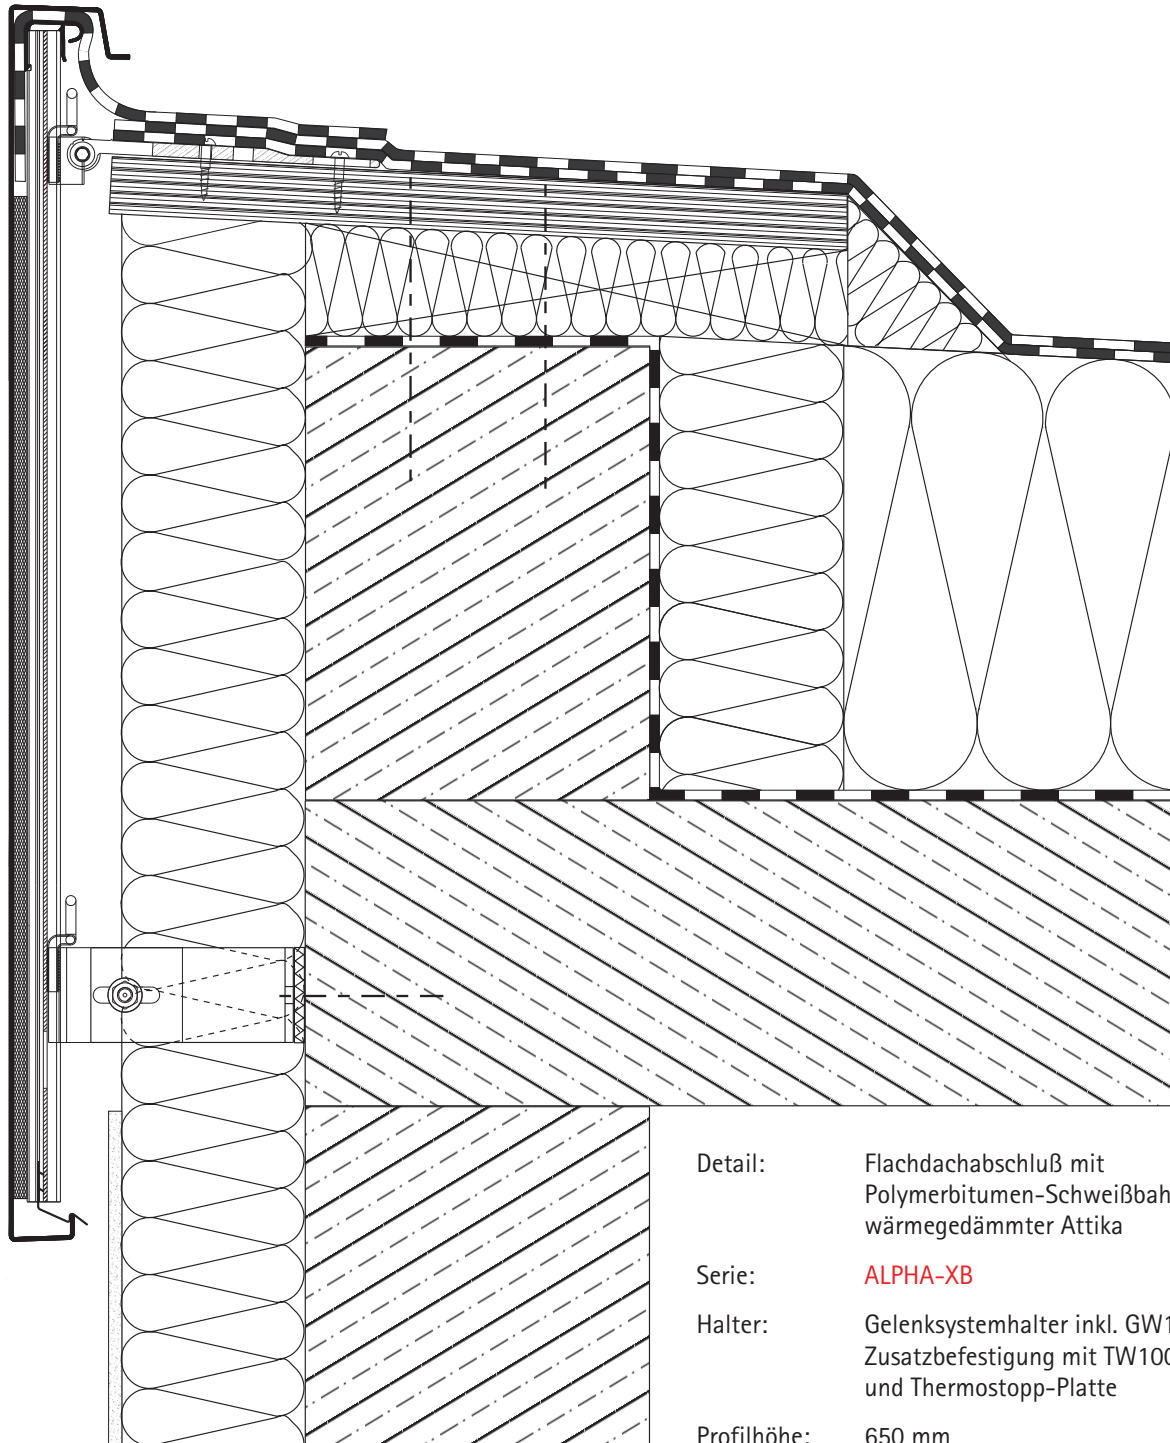 Detail: Flachdachabschluß mit
Polymerbitumen-Schweißbah
wärmegedämmter Attika
Serie: ALPHA-XB
Halter: Gelenksystemhalter inkl. GW1
Zusatzbefestigung mit TW100
und Thermostopp-Platte
Profilhöhe: 650 mm